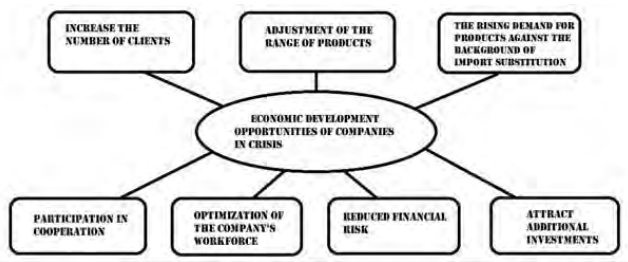 INCREASE THE
NUMBER OF CLIENTS
ADJUSTMENT OF THE
RANGE OF PRODUCTS
THE RISING DEMAND FOR
PRODUCTS AGAINST THE
BACKGROUND OF
IMPORT SUBSTITUTION
ECONOMIC DEVELOPMENT
OPPORTUNITIES OF COMPANIES
IN CRISIS
PARTICIPATION IN
COOPERATION
OPTIMIZATION OF
THE COMPANY'S
WORKFORCE
REDUCED FINANCIAL
RISK
ATTRACT
ADDITIONAL
INVESTMENTS